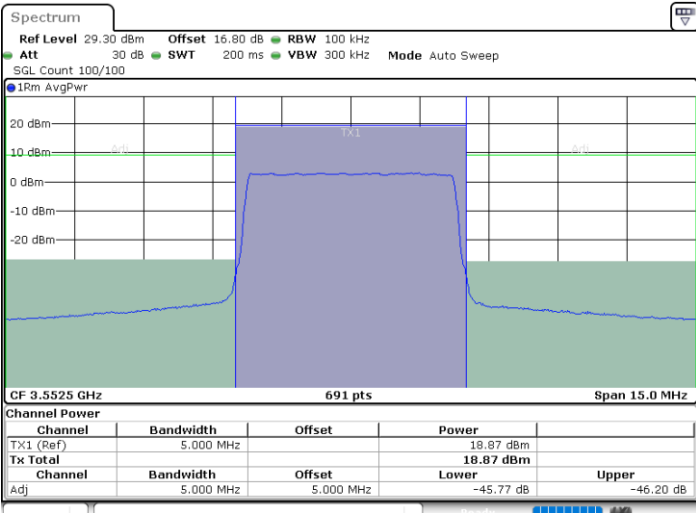 Spectrum
Ref Level 29.30 dBm Offset 16.80 dB RBW 100 kHz
Att 30 dB SWT 200 ms VBW 300 kHz Mode Auto Sweep
SGL Count 100/100
1Rm AvgPwr
20 dBm
TX1
10 dBm
Adj Adj
0 dBm
-10 dBm
-20 dBm
CF 3.5525 GHz 691 pts Span 15.0 MHz
Channel Power
Channel Bandwidth Offset Power
TX1 (Ref) 5.000 MHz 18.87 dBm
Tx Total 18.87 dBm
Channel Bandwidth Offset Lower Upper
Adj 5.000 MHz 5.000 MHz -45.77 dB -46.20 dB